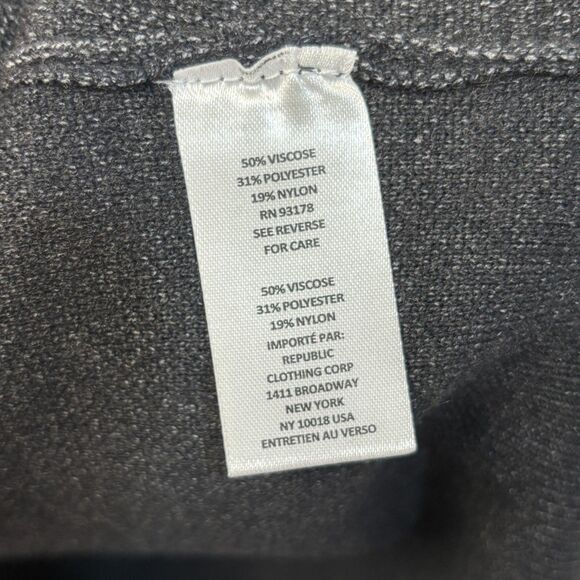 50% VISCOSE
31% POLYESTER
19% NYLON
RN 93178
SEE REVERSE
FOR CARE
50% VISCOSE
31% POLYESTER
19% NYLON
IMPORTÉ PAR:
REPUBLIC
CLOTHING CORP
1411 BROADWAY
NEW YORK
NY 10018 USA
ENTRETIEN AU VERSO